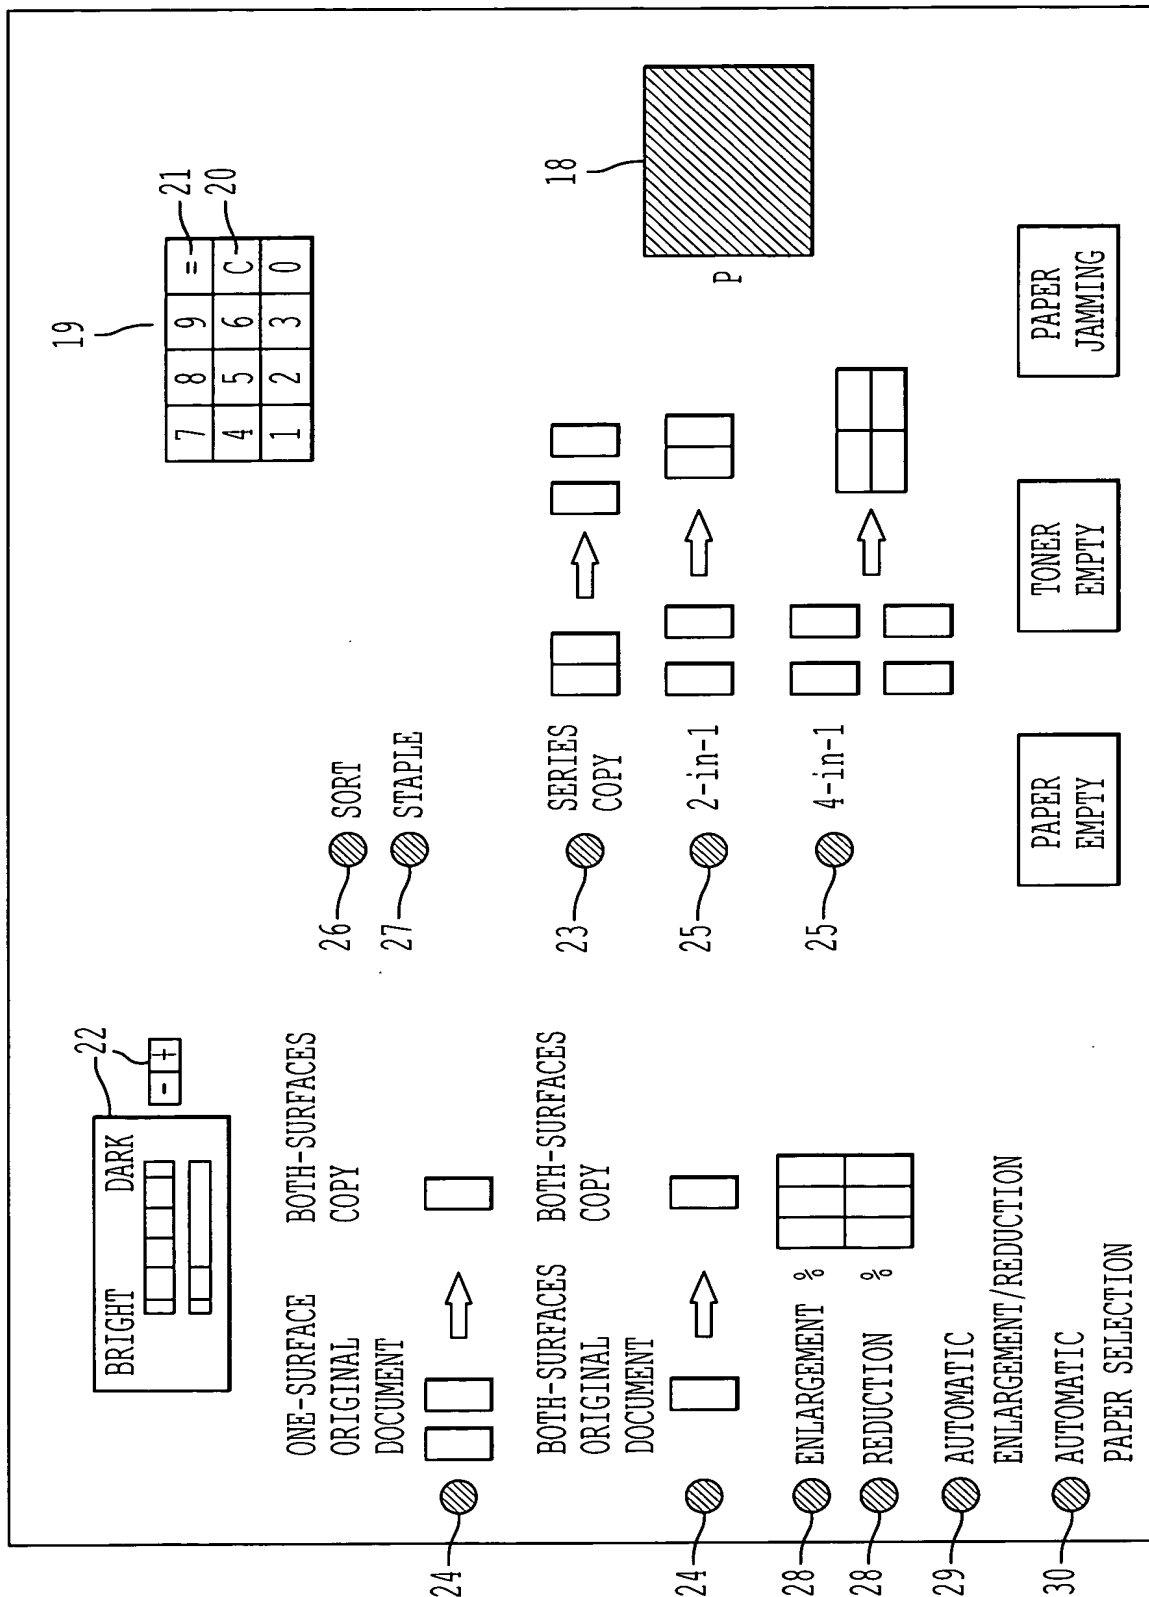 22
BRIGHT DARK
- +
19
7 8 9 =
4 5 6 C
1 2 3 0
21
20
ONE-SURFACE
ORIGINAL
DOCUMENT
BOTH-SURFACES
COPY
24
BOTH-SURFACES
ORIGINAL
DOCUMENT
BOTH-SURFACES
COPY
24
28
ENLARGEMENT %
28
REDUCTION %
29
AUTOMATIC
ENLARGEMENT/REDUCTION
30
AUTOMATIC
PAPER SELECTION
26
SORT
27
STAPLE
23
SERIES
COPY
25
2-in-1
25
4-in-1
18
P
PAPER
EMPTY
TONER
EMPTY
PAPER
JAMMING